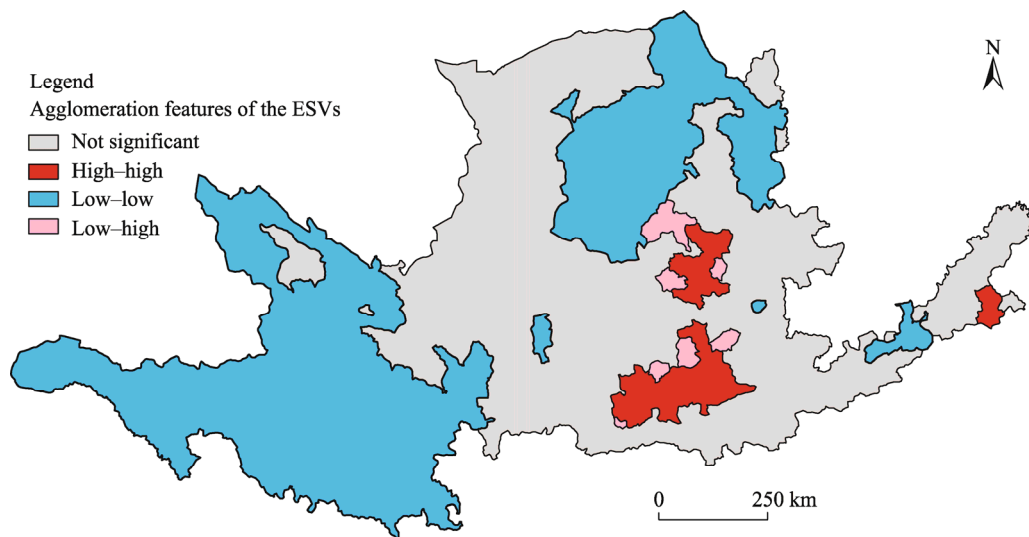 N
Legend
Agglomeration features of the ESVs
Not significant
High–high
Low–low
Low–high
0 250 km